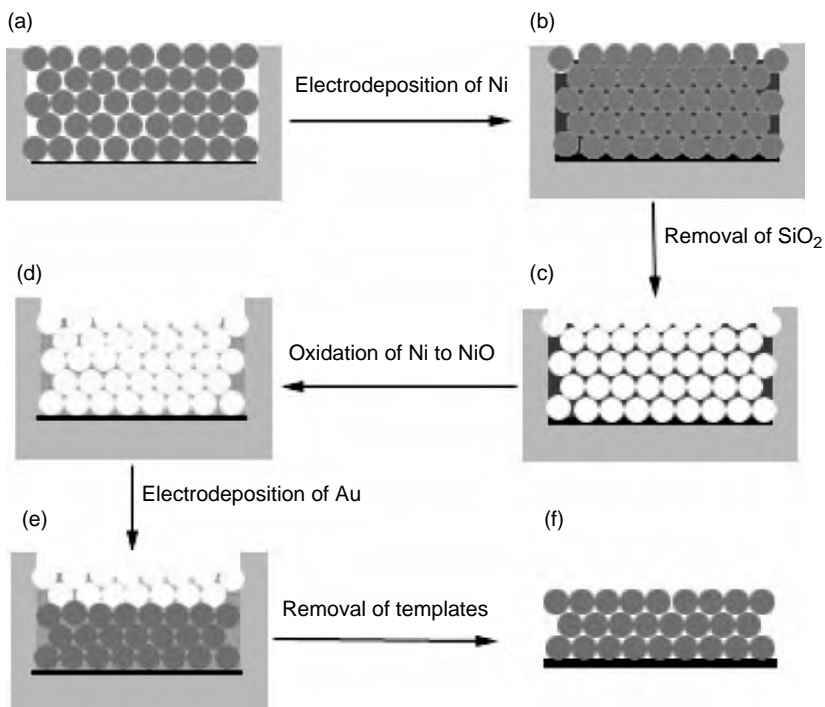 (a)
(b)
Electrodeposition of Ni
Removal of SiO₂
(d)
(c)
Oxidation of Ni to NiO
Electrodeposition of Au
(e)
(f)
Removal of templates